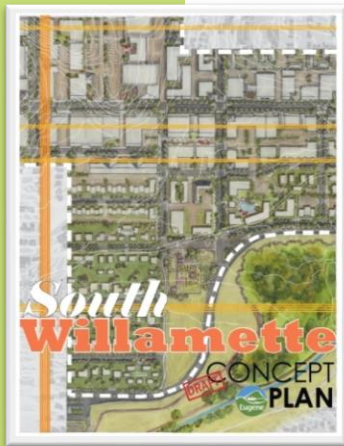 South
Willamette
CONCEPT
DRAFT
PLAN
Eugene